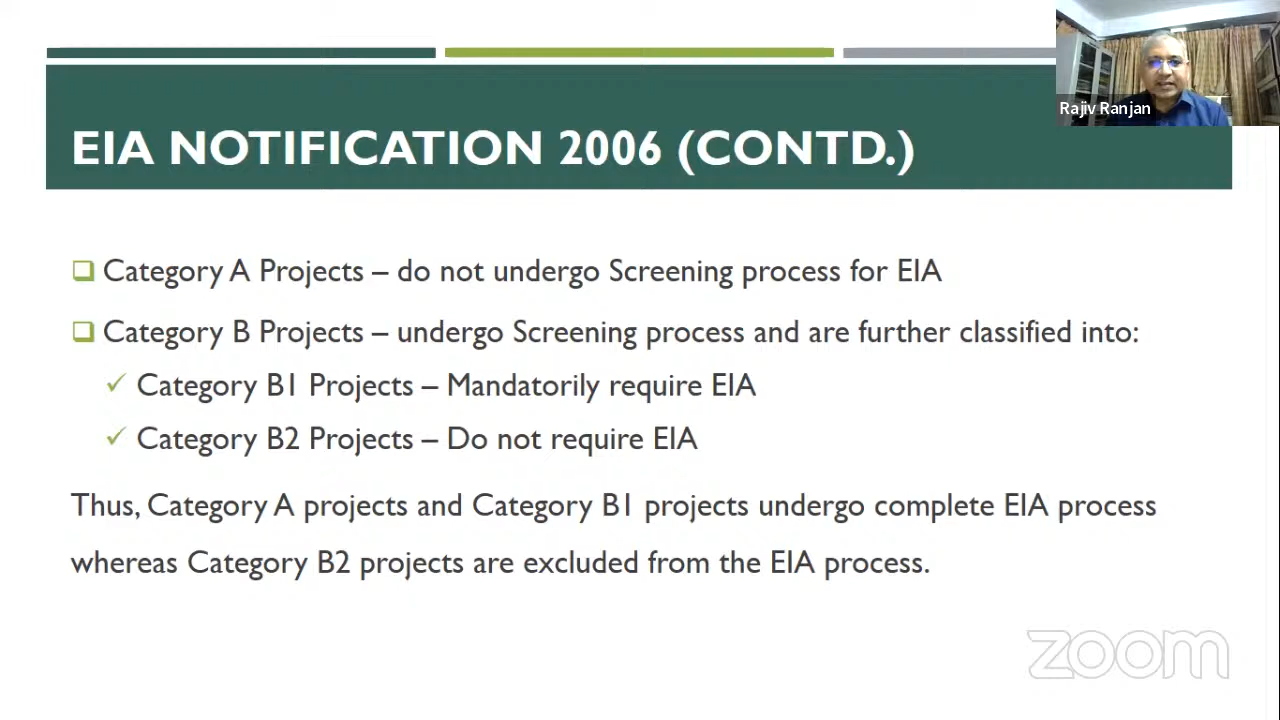 Rajiv Ranjan
EIA NOTIFICATION 2006 (CONTD.)
Category A Projects – do not undergo Screening process for EIA
Category B Projects – undergo Screening process and are further classified into:
Category B1 Projects – Mandatorily require EIA
Category B2 Projects – Do not require EIA
Thus, Category A projects and Category B1 projects undergo complete EIA process
whereas Category B2 projects are excluded from the EIA process.
zoom